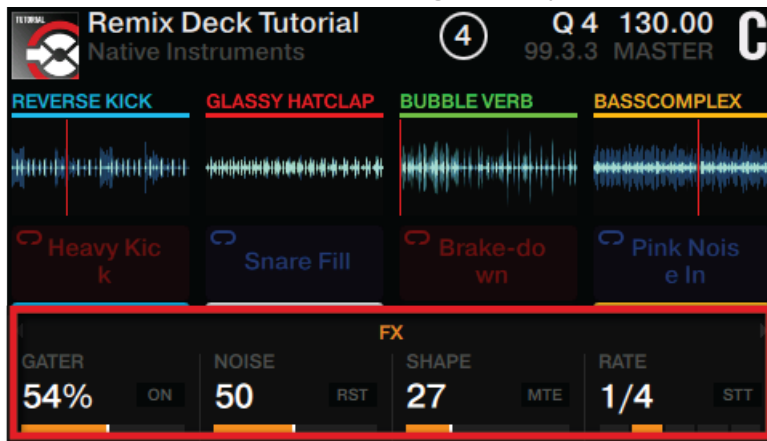 TUTORIAL
Remix Deck Tutorial
Native Instruments
4
Q 4 130.00
99.3.3 MASTER
C
REVERSE KICK
GLASSY HATCLAP
BUBBLE VERB
BASSCOMPLEX
Heavy Kic
k
Snare Fill
Brake-do
wn
Pink Nois
e In
FX
GATER
NOISE
SHAPE
RATE
54% ON
50 RST
27 MTE
1/4 STT